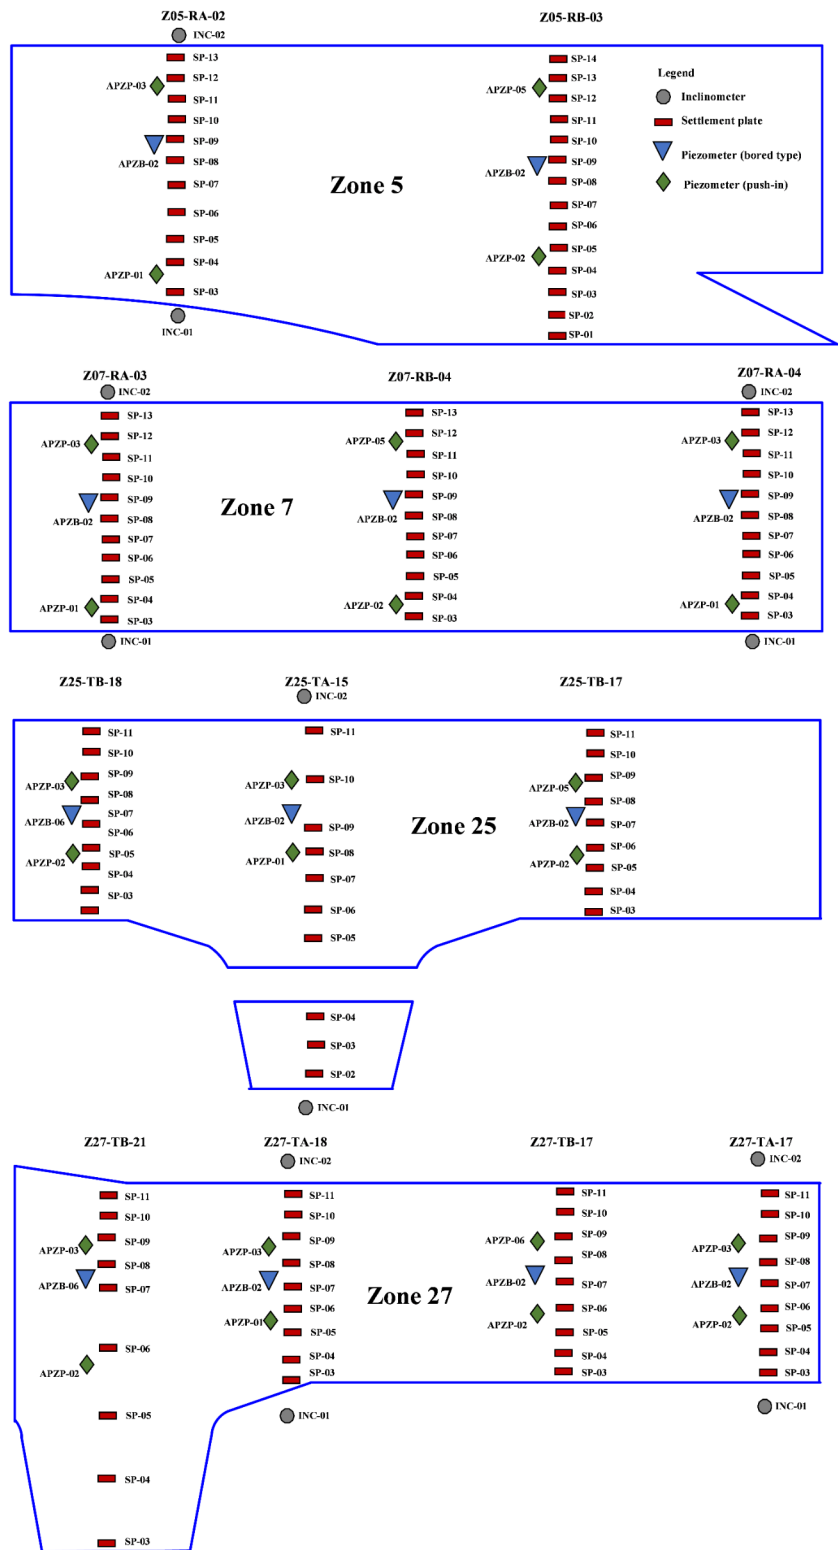 Z05-RA-02
INC-02
SP-13
SP-12
APZP-03
SP-11
SP-10
SP-09
APZB-02
SP-08
SP-07
SP-06
SP-05
SP-04
APZP-01
SP-03
INC-01
Zone 5
Z05-RB-03
SP-14
SP-13
APZP-05
SP-12
SP-11
SP-10
SP-09
APZB-02
SP-08
SP-07
SP-06
SP-05
APZP-02
SP-04
SP-03
SP-02
SP-01
Legend
Inclinometer
Settlement plate
Piezometer (bored type)
Piezometer (push-in)
Z07-RA-03
INC-02
SP-13
SP-12
APZP-03
SP-11
SP-10
SP-09
APZB-02
SP-08
SP-07
SP-06
SP-05
SP-04
APZP-01
SP-03
INC-01
Zone 7
Z07-RB-04
SP-13
SP-12
APZP-05
SP-11
SP-10
SP-09
APZB-02
SP-08
SP-07
SP-06
SP-05
SP-04
APZP-02
SP-03
Z07-RA-04
INC-02
SP-13
SP-12
APZP-03
SP-11
SP-10
SP-09
APZB-02
SP-08
SP-07
SP-06
SP-05
SP-04
APZP-01
SP-03
INC-01
Z25-TB-18
SP-11
SP-10
SP-09
APZP-03
SP-08
SP-07
APZB-06
SP-06
SP-05
APZP-02
SP-04
SP-03
Z25-TA-15
INC-02
SP-11
SP-10
APZP-03
APZB-02
SP-09
SP-08
APZP-01
SP-07
SP-06
SP-05
SP-04
SP-03
SP-02
INC-01
Zone 25
Z25-TB-17
SP-11
SP-10
SP-09
APZP-05
SP-08
APZB-02
SP-07
SP-06
APZP-02
SP-05
SP-04
SP-03
Z27-TB-21
SP-11
SP-10
SP-09
APZP-03
SP-08
APZB-06
SP-07
SP-06
APZP-02
SP-05
SP-04
SP-03
Z27-TA-18
INC-02
SP-11
SP-10
SP-09
APZP-03
SP-08
APZB-02
SP-07
SP-06
APZP-01
SP-05
SP-04
SP-03
INC-01
Zone 27
Z27-TB-17
SP-11
SP-10
SP-09
APZP-06
SP-08
APZB-02
SP-07
SP-06
APZP-02
SP-05
SP-04
SP-03
Z27-TA-17
INC-02
SP-11
SP-10
SP-09
APZP-03
SP-08
APZB-02
SP-07
SP-06
APZP-02
SP-05
SP-04
SP-03
INC-01